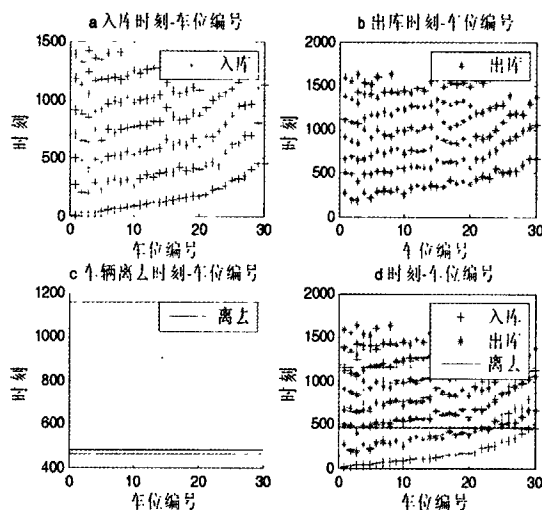 a 入库时刻-车位编号
1500
1000
500
0
0 10 20 30
时刻
车位编号
入库
b 出库时刻-车位编号
2000
1500
1000
500
0
0 10 20 30
时刻
车位编号
出库
c 车辆离去时刻-车位编号
1200
1000
800
600
400
0 10 20 30
时刻
车位编号
离去
d 时刻-车位编号
2000
1500
1000
500
0
0 10 20 30
时刻
车位编号
入库
出库
离去